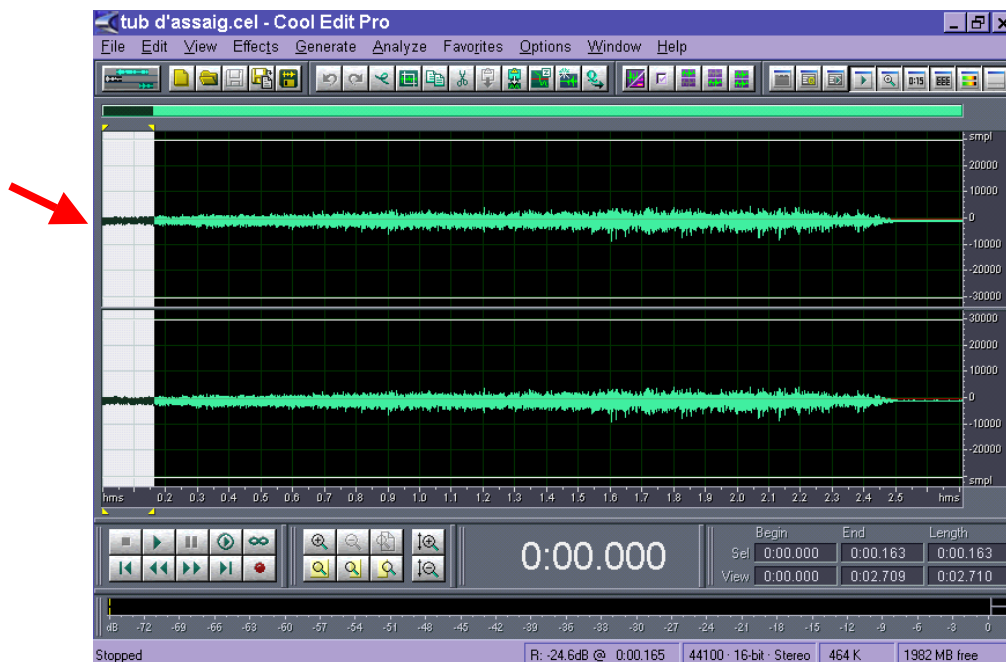 tub d'assaig.cel - Cool Edit Pro
File Edit View Effects Generate Analyze Favorites Options Window Help
smpl
20000
10000
0
-10000
-20000
-30000
30000
20000
10000
0
-10000
-20000
smpl
hms 0.2 0.3 0.4 0.5 0.6 0.7 0.8 0.9 1.0 1.1 1.2 1.3 1.4 1.5 1.6 1.7 1.8 1.9 2.0 2.1 2.2 2.3 2.4 2.5 hms
0:00.000
Begin End Length
Sel 0:00.000 0:00.163 0:00.163
View 0:00.000 0:02.709 0:02.710
dB -72 -69 -66 -63 -60 -57 -54 -51 -48 -45 -42 -39 -36 -33 -30 -27 -24 -21 -18 -15 -12 -9 -6 -3 0
Stopped R: -24.6dB @ 0:00.165 44100 · 16-bit · Stereo 464 K 1982 MB free